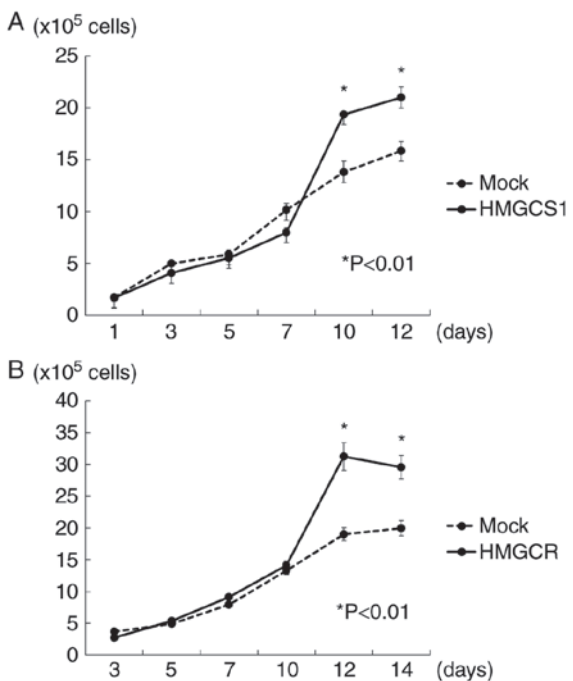 A (x10⁵ cells)
25
*
*
20
15
Mock
HMGCS1
10
*P<0.01
5
0
1 3 5 7 10 12 (days)
B (x10⁵ cells)
40
35
*
*
30
25
20
Mock
HMGCR
15
10
*P<0.01
5
0
3 5 7 10 12 14 (days)